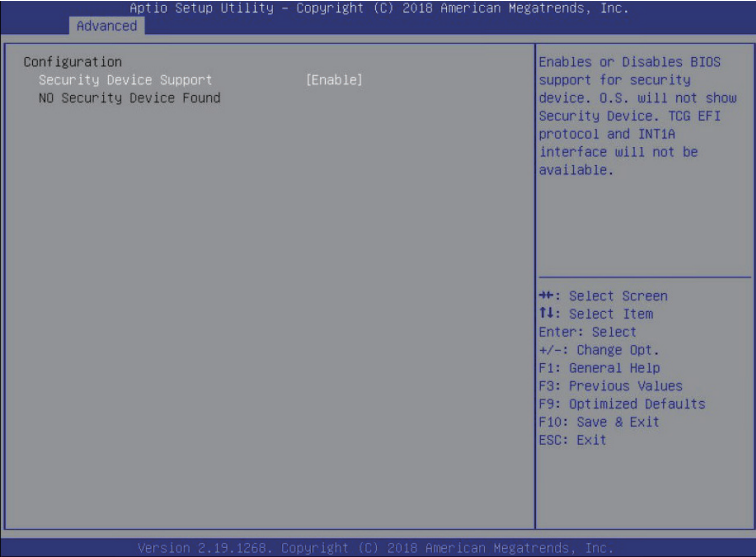 Aptio Setup Utility – Copyright (C) 2018 American Megatrends, Inc.
Advanced
Configuration
Security Device Support [Enable]
NO Security Device Found
Enables or Disables BIOS
support for security
device. O.S. will not show
Security Device. TCG EFI
protocol and INT1A
interface will not be
available.
→←: Select Screen
↑↓: Select Item
Enter: Select
+/-: Change Opt.
F1: General Help
F3: Previous Values
F9: Optimized Defaults
F10: Save & Exit
ESC: Exit
Version 2.19.1268. Copyright (C) 2018 American Megatrends, Inc.